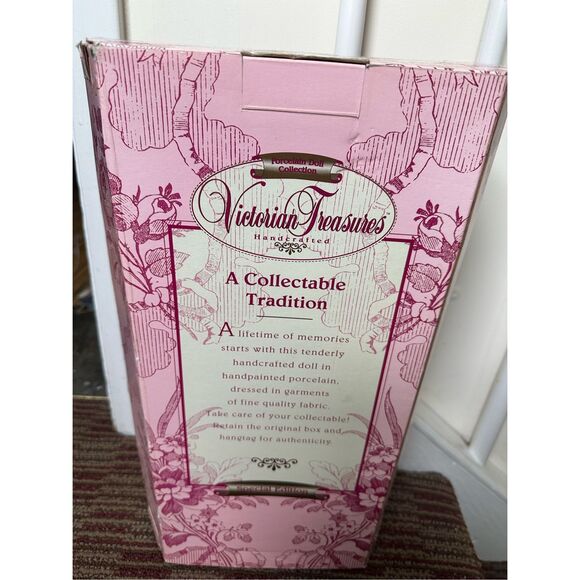 Porcelain Doll
Collection
Victorian Treasures™
Handcrafted
A Collectable
Tradition
A lifetime of memories
starts with this tenderly
handcrafted doll in
handpainted porcelain,
dressed in garments
of fine quality fabric.
Take care of your collectable!
Retain the original box and
hangtag for authenticity.
Special Edition